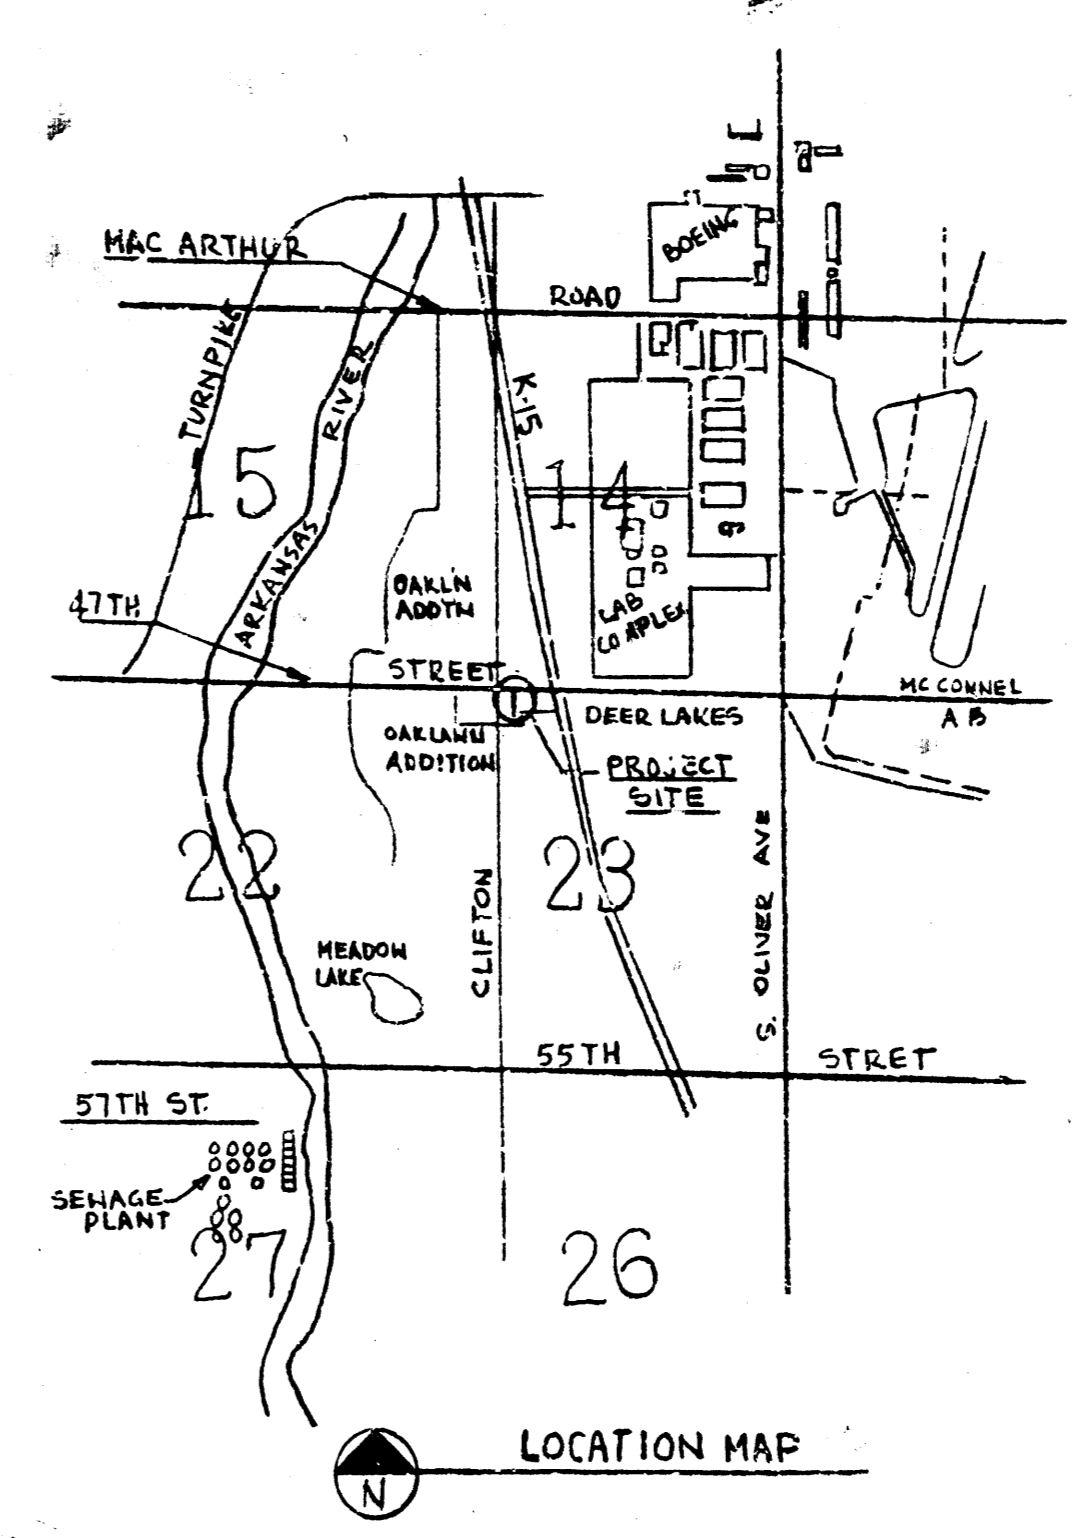 BOEING
MAC ARTHUR
ROAD
TURNPIKE
RIVER
K-15
15
14
ARKANSAS
OAKL'N
ADDTN
47TH
LAB
COMPLEX
STREET
MC CONNEL
A B
DEER LAKES
OAKLAWN
ADDITION
PROJECT
SITE
22
23
S. OLIVER AVE
CLIFTON
MEADOW
LAKE
55TH
STRET
57TH ST.
SEWAGE
PLANT
27
26
LOCATION MAP
N